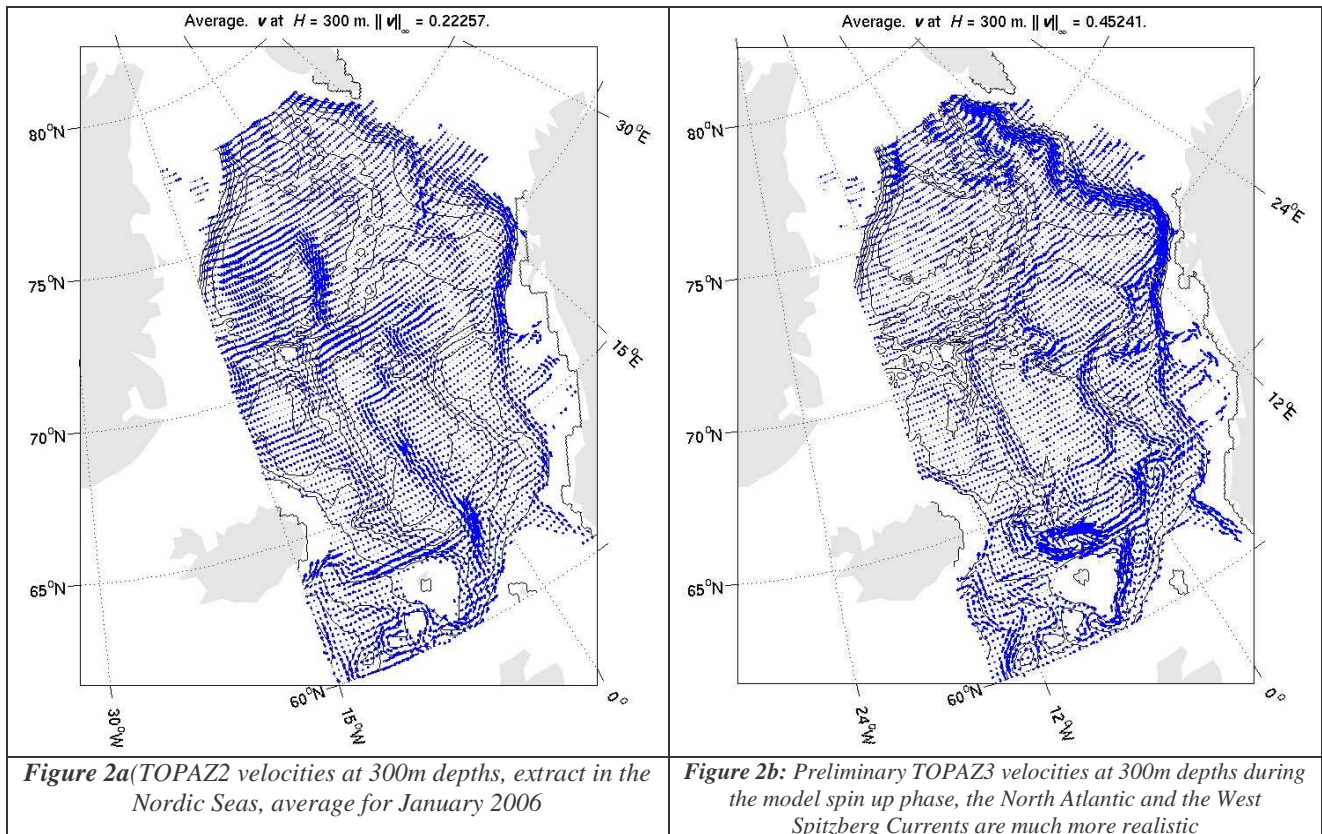 Average. v at H = 300 m. || v||∞ = 0.22257.
80°N
75°N
70°N
65°N
60°N
30°W
15°W
0°
15°E
30°E
Figure 2a(TOPAZ2 velocities at 300m depths, extract in the
Nordic Seas, average for January 2006
Average. v at H = 300 m. || v||∞ = 0.45241.
80°N
75°N
70°N
65°N
60°N
24°W
12°W
0°
12°E
24°E
Figure 2b: Preliminary TOPAZ3 velocities at 300m depths during
the model spin up phase, the North Atlantic and the West
Spitzberg Currents are much more realistic